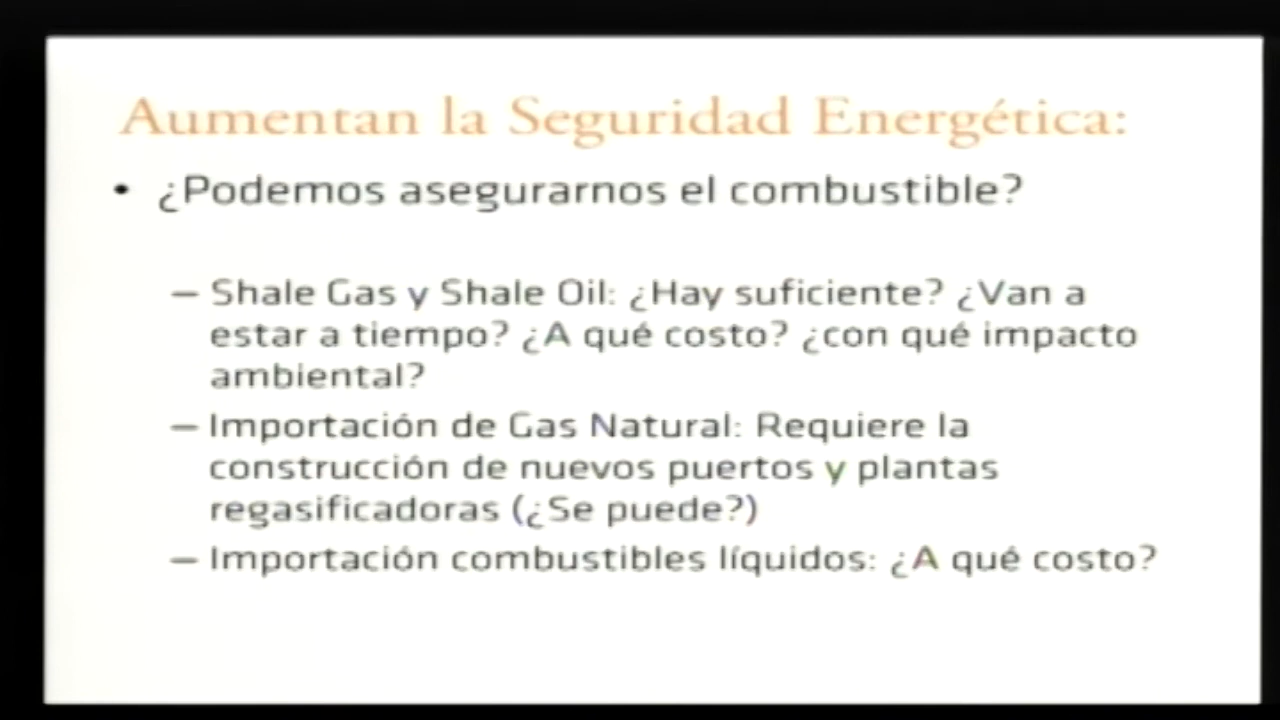 Aumentan la Seguridad Energética:
• ¿Podemos asegurarnos el combustible?
– Shale Gas y Shale Oil: ¿Hay suficiente? ¿Van a
estar a tiempo? ¿A qué costo? ¿con qué impacto
ambiental?
– Importación de Gas Natural: Requiere la
construcción de nuevos puertos y plantas
regasificadoras (¿Se puede?)
– Importación combustibles líquidos: ¿A qué costo?